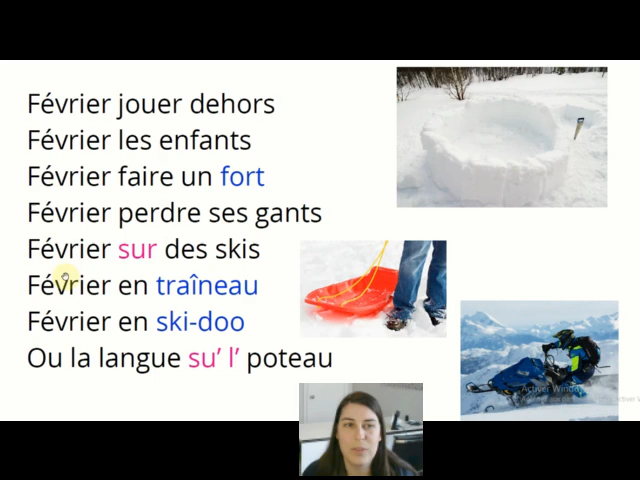 Février jouer dehors
Février les enfants
Février faire un fort
Février perdre ses gants
Février sur des skis
Février en traîneau
Février en ski-doo
Ou la langue su’ l’ poteau